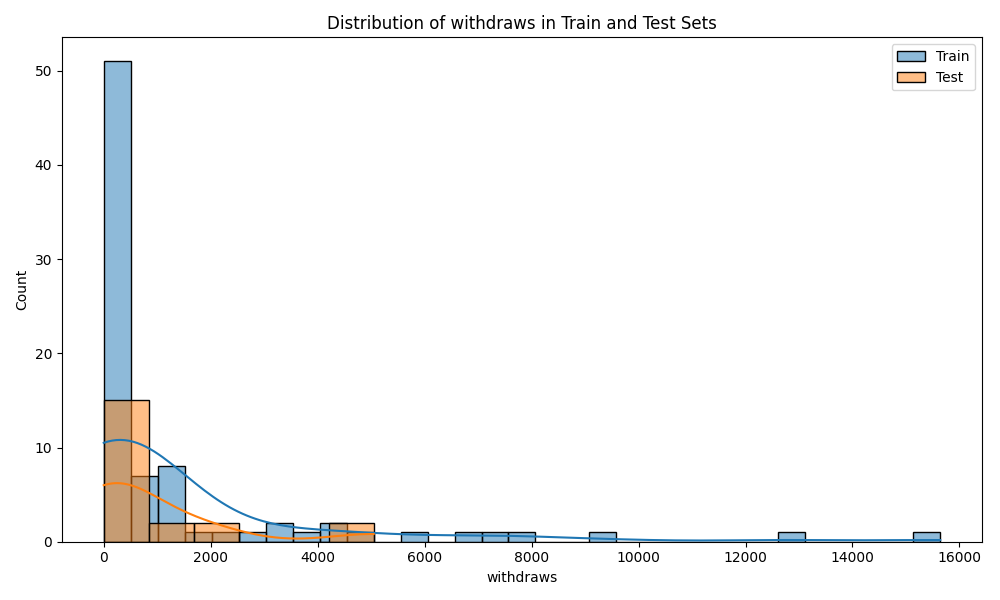 Distribution of withdraws in Train and Test Sets
Train
Test
Count
50
40
30
20
10
0
0 2000 4000 6000 8000 10000 12000 14000 16000
withdraws